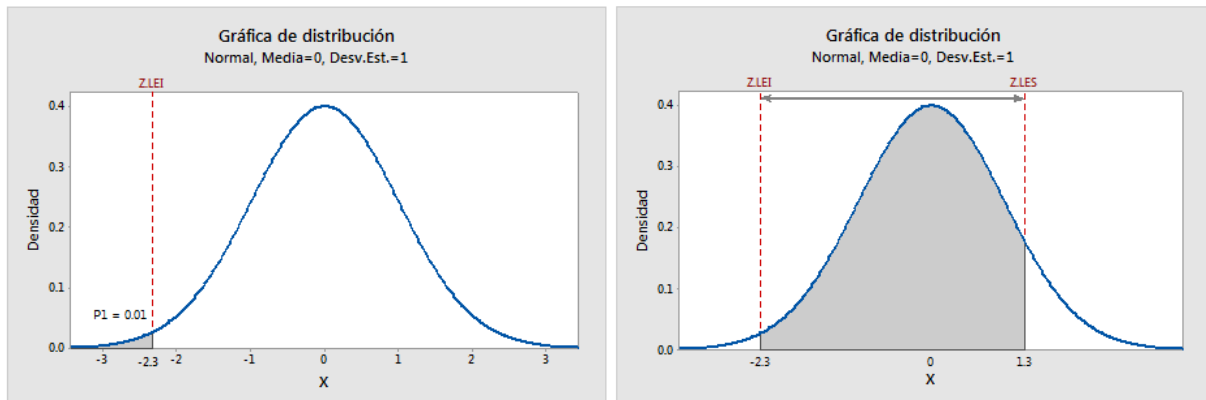 Gráfica de distribución
Normal, Media=0, Desv.Est.=1
Z.LEI
0.4
0.3
0.2
0.1
0.0
Densidad
P1 = 0.01
-3
-2.3
-2
-1
0
1
2
3
X
Gráfica de distribución
Normal, Media=0, Desv.Est.=1
Z.LEI
Z.LES
0.4
0.3
0.2
0.1
0.0
Densidad
-2.3
0
1.3
X